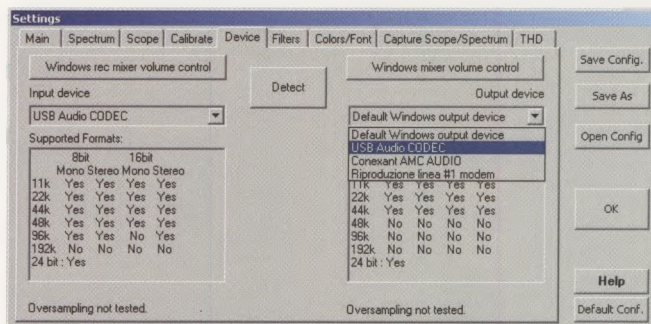 Settings
Main Spectrum Scope Calibrate Device Filters Colors/Font Capture Scope/Spectrum THD
Windows rec mixer volume control
Input device
USB Audio CODEC
Supported Formats:
8bit 16bit
Mono Stereo Mono Stereo
11k Yes Yes Yes Yes
22k Yes Yes Yes Yes
44k Yes Yes Yes Yes
48k Yes Yes Yes Yes
96k Yes Yes No Yes
192k No No No No
24 bit : Yes
Oversampling not tested.
Detect
Windows mixer volume control
Output device
Default Windows output device
Default Windows output device
USB Audio CODEC
Conexant AMC AUDIO
Riproduzione linea #1 modem
11k Yes Yes Yes Yes
22k Yes Yes Yes Yes
44k Yes Yes Yes Yes
48k No No No No
96k No No No No
192k No No No No
24 bit : Yes
Oversampling not tested.
Save Config.
Save As
Open Config
OK
Help
Default Conf.